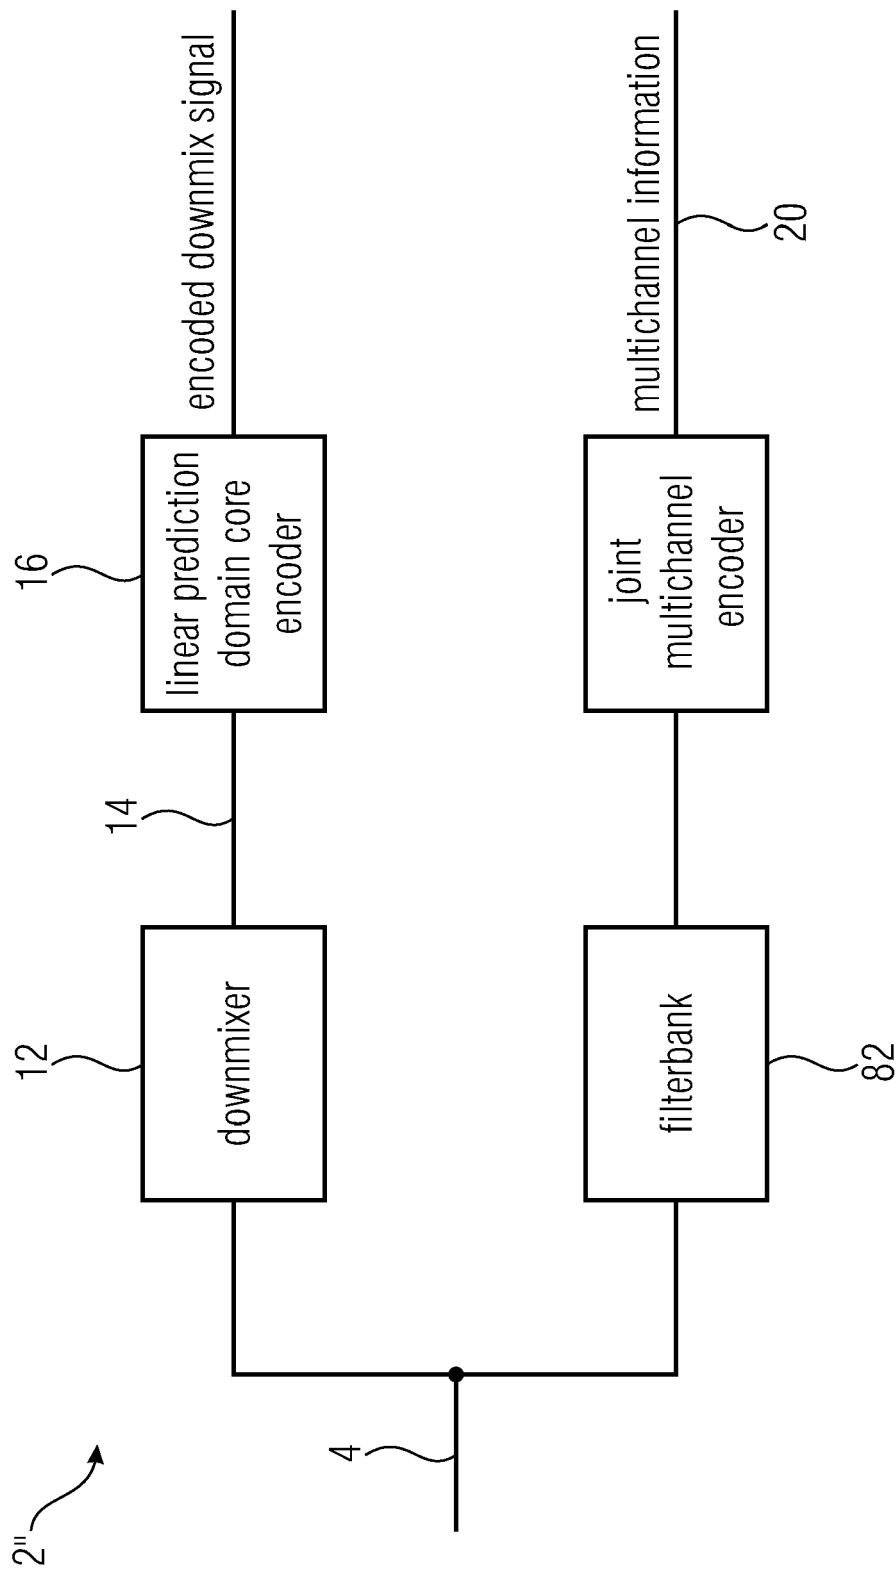 2"
4
12
downmixer
14
16
linear prediction
domain core
encoder
encoded downmix signal
82
filterbank
joint
multichannel
encoder
multichannel information
20